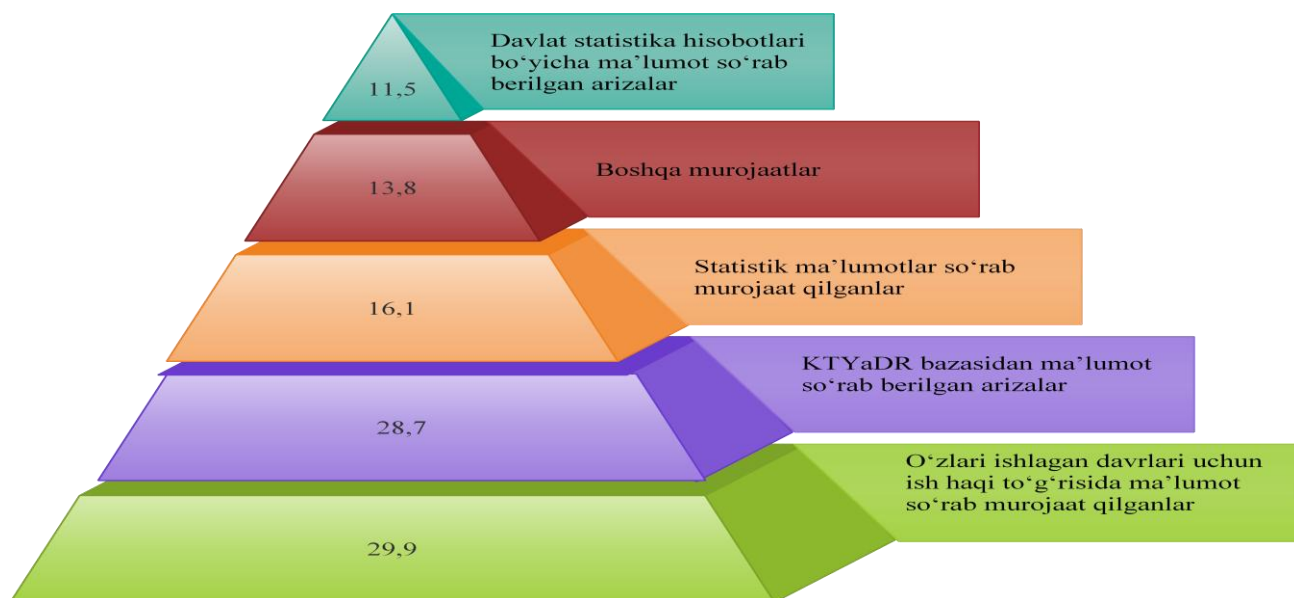 11,5
Davlat statistika hisobotlari
bo‘yicha ma’lumot so‘rab
berilgan arizalar
13,8
Boshqa murojaatlar
16,1
Statistik ma’lumotlar so‘rab
murojaat qilganlar
28,7
KTYaDR bazasidan ma’lumot
so‘rab berilgan arizalar
29,9
O‘zlari ishlagan davrlari uchun
ish haqi to‘g‘risida ma’lumot
so‘rab murojaat qilganlar